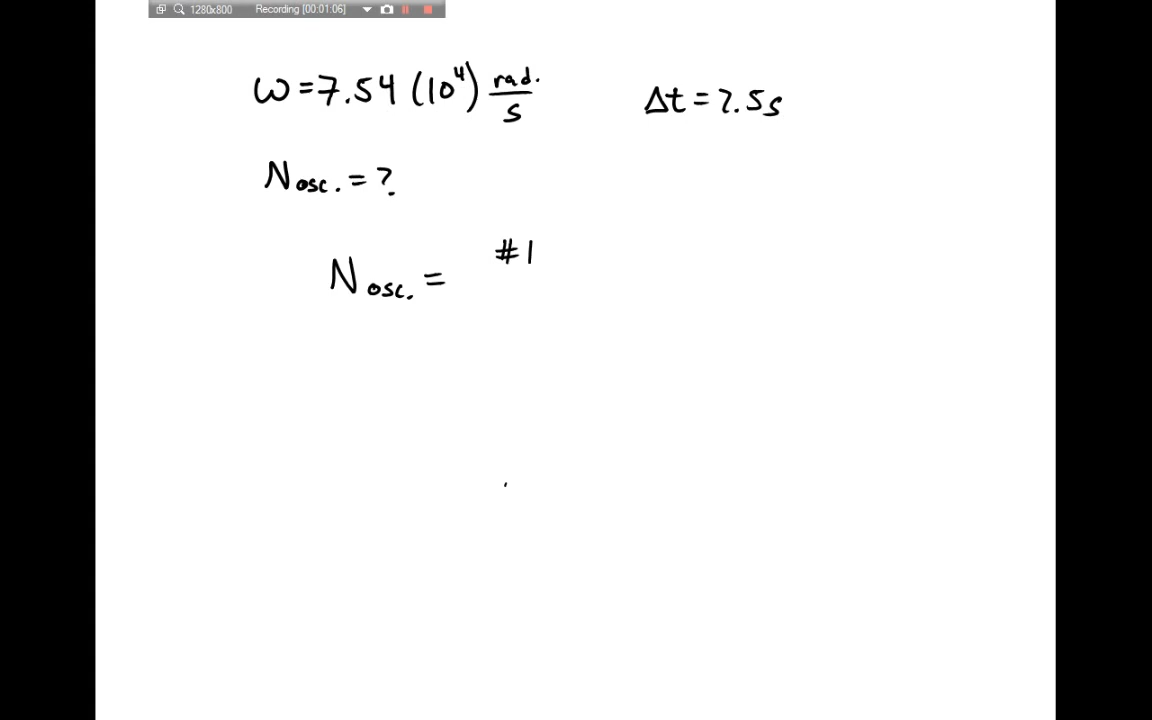 1280x800 Recording [00:01:06]
ω = 7.54 (10⁴) rad./s Δt = 2.5s
Nosc. = ?
#1
Nosc. =